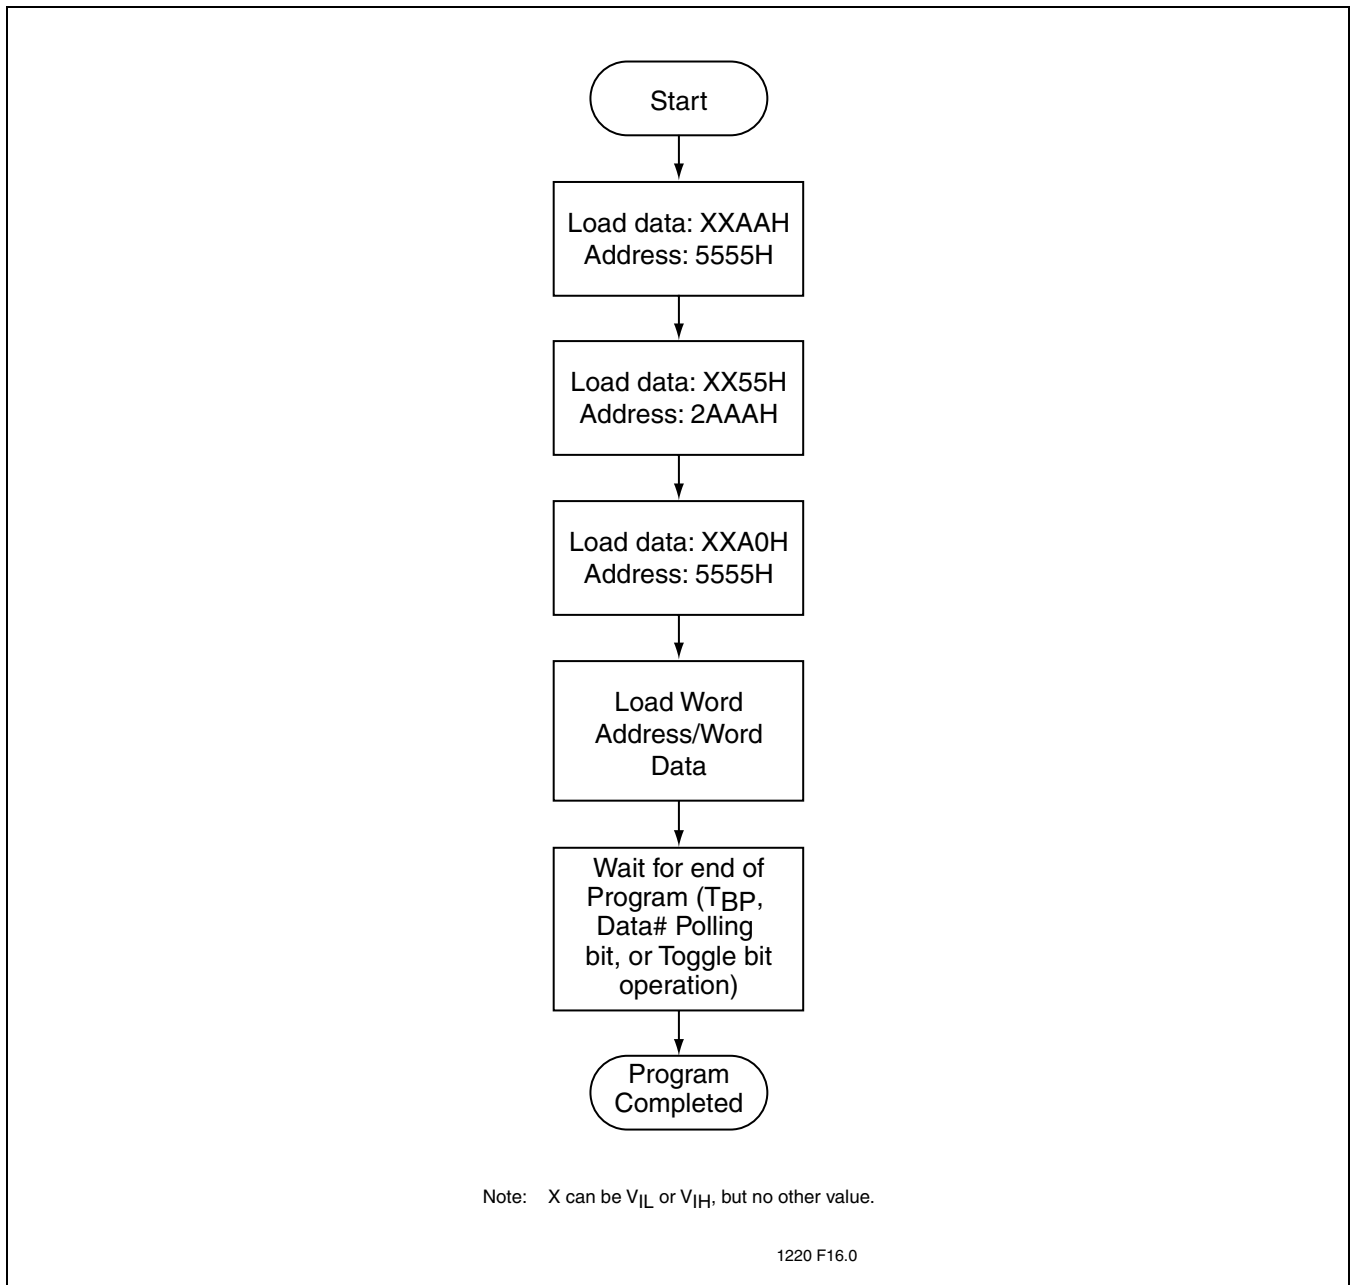 Start
Load data: XXAAH
Address: 5555H
Load data: XX55H
Address: 2AAAH
Load data: XXA0H
Address: 5555H
Load Word
Address/Word
Data
Wait for end of
Program (TBP,
Data# Polling
bit, or Toggle bit
operation)
Program
Completed
Note: X can be VIL or VIH, but no other value.
1220 F16.0